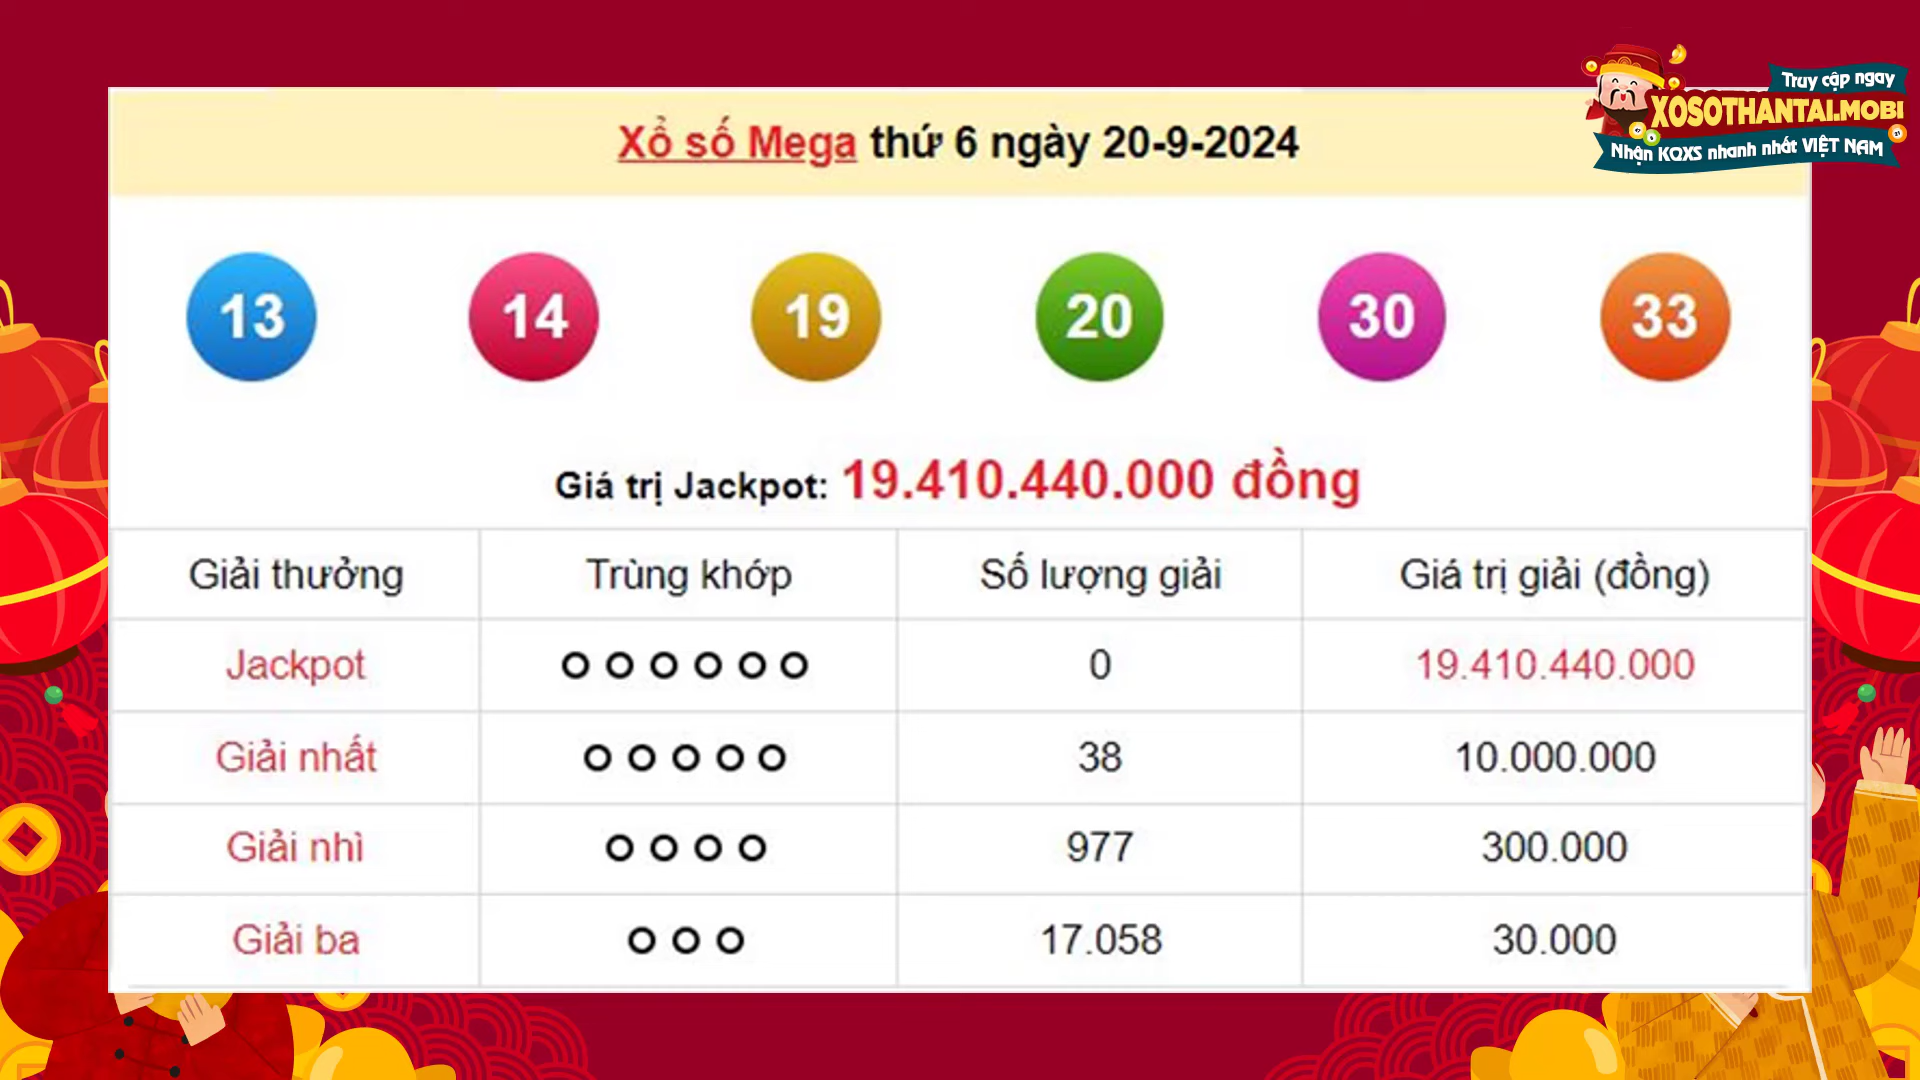 Truy cập ngay
XOSOTHANTAI.MOBI
Nhận KQXS nhanh nhất VIỆT NAM
Xổ số Mega thứ 6 ngày 20-9-2024
13 14 19 20 30 33
Giá trị Jackpot: 19.410.440.000 đồng
Giải thưởng Trùng khớp Số lượng giải Giá trị giải (đồng)
Jackpot 0 19.410.440.000
Giải nhất 38 10.000.000
Giải nhì 977 300.000
Giải ba 17.058 30.000